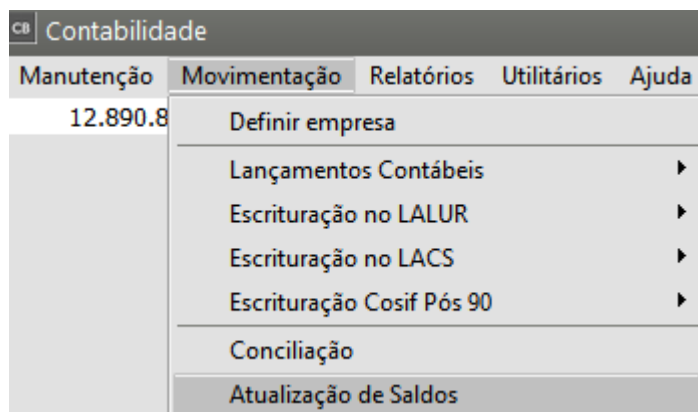 CB Contabilidade
Manutenção Movimentação Relatórios Utilitários Ajuda
12.890.8
Definir empresa
Lançamentos Contábeis
Escrituração no LALUR
Escrituração no LACS
Escrituração Cosif Pós 90
Conciliação
Atualização de Saldos